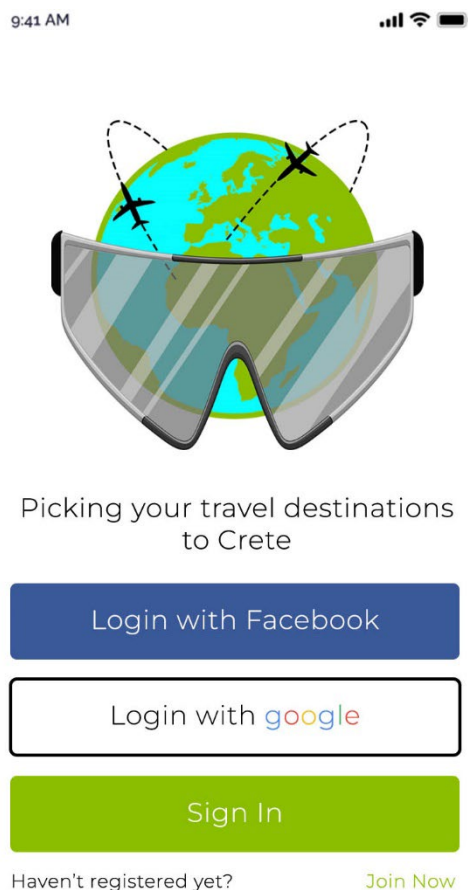 9:41 AM
Picking your travel destinations
to Crete
Login with Facebook
Login with google
Sign In
Haven't registered yet? Join Now